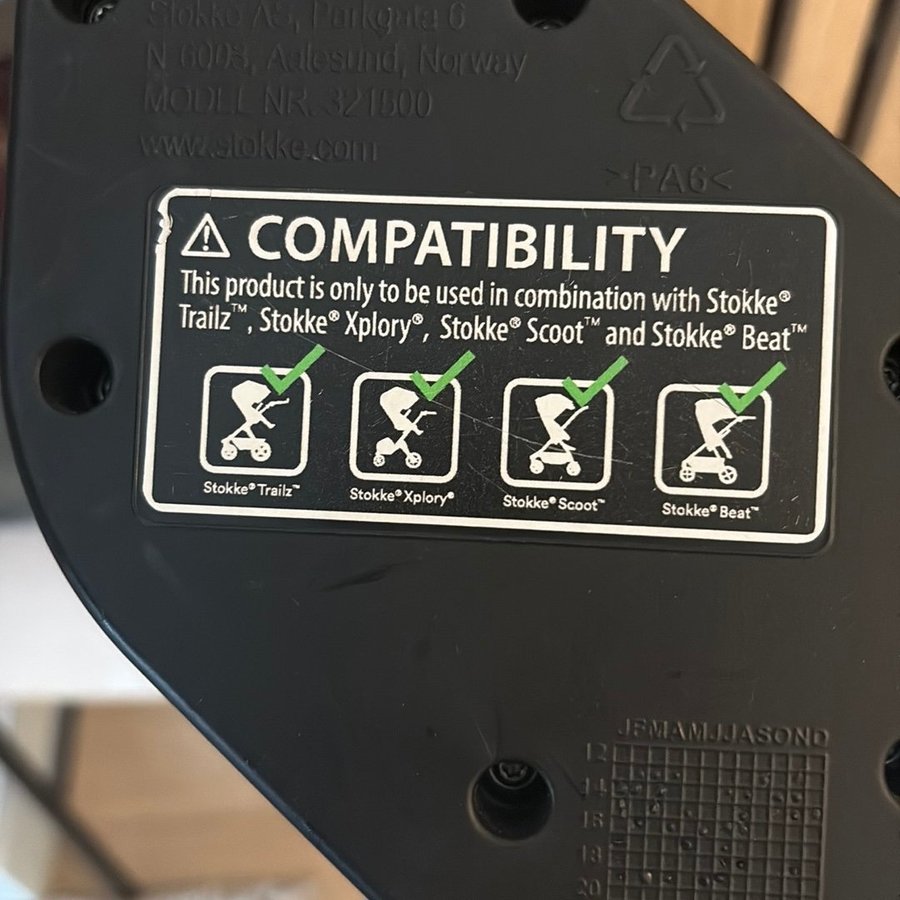 Stokke AS, Parkgata 6
N-6003, Aalesund, Norway
MODELL NR. 321500
www.stokke.com
>PA6<
COMPATIBILITY
This product is only to be used in combination with Stokke®
Trailz™, Stokke® Xplory®, Stokke® Scoot™ and Stokke® Beat™
Stokke® Trailz™
Stokke® Xplory®
Stokke® Scoot™
Stokke® Beat™
JFMAMJJASOND
12
14
16
18
20